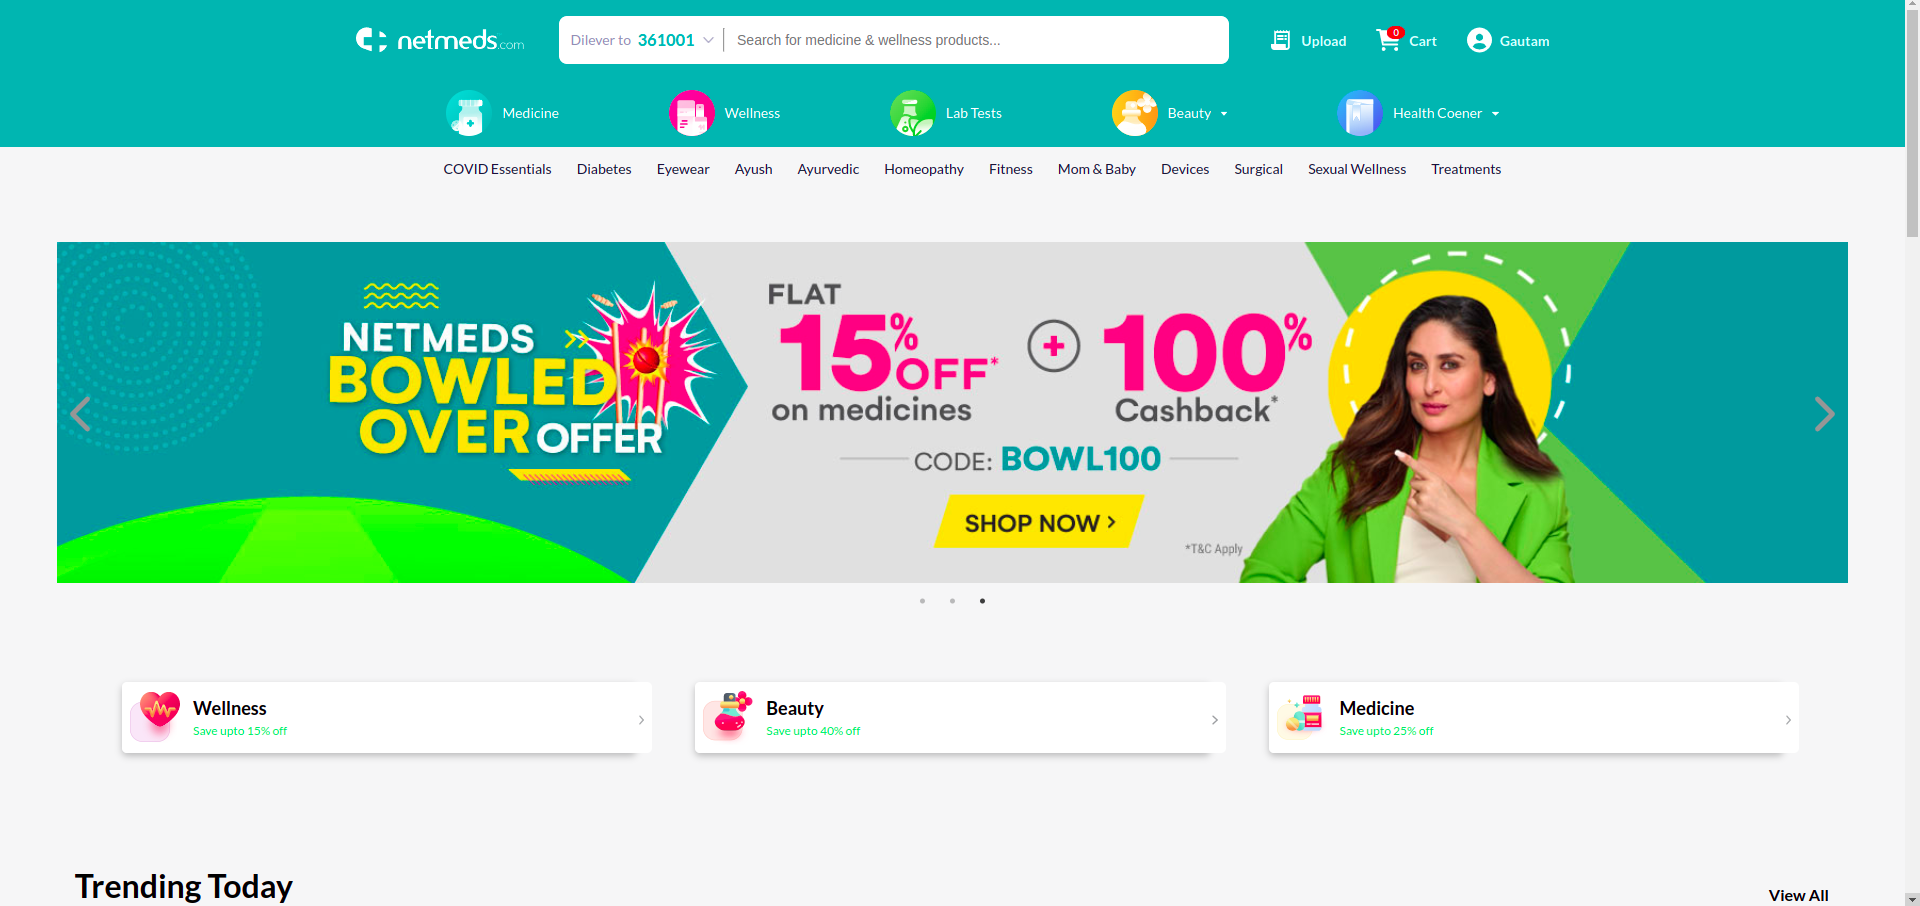 netmeds.com
Dilever to 361001 Search for medicine & wellness products...
Upload
0
Cart
Gautam
Medicine
Wellness
Lab Tests
Beauty
Health Coener
COVID Essentials Diabetes Eyewear Ayush Ayurvedic Homeopathy Fitness Mom & Baby Devices Surgical Sexual Wellness Treatments
NETMEDS
BOWLED
OVER OFFER
FLAT
15% OFF*
on medicines
+
100%
Cashback*
CODE: BOWL100
SHOP NOW >
*T&C Apply
Wellness
Save upto 15% off
Beauty
Save upto 40% off
Medicine
Save upto 25% off
Trending Today
View All